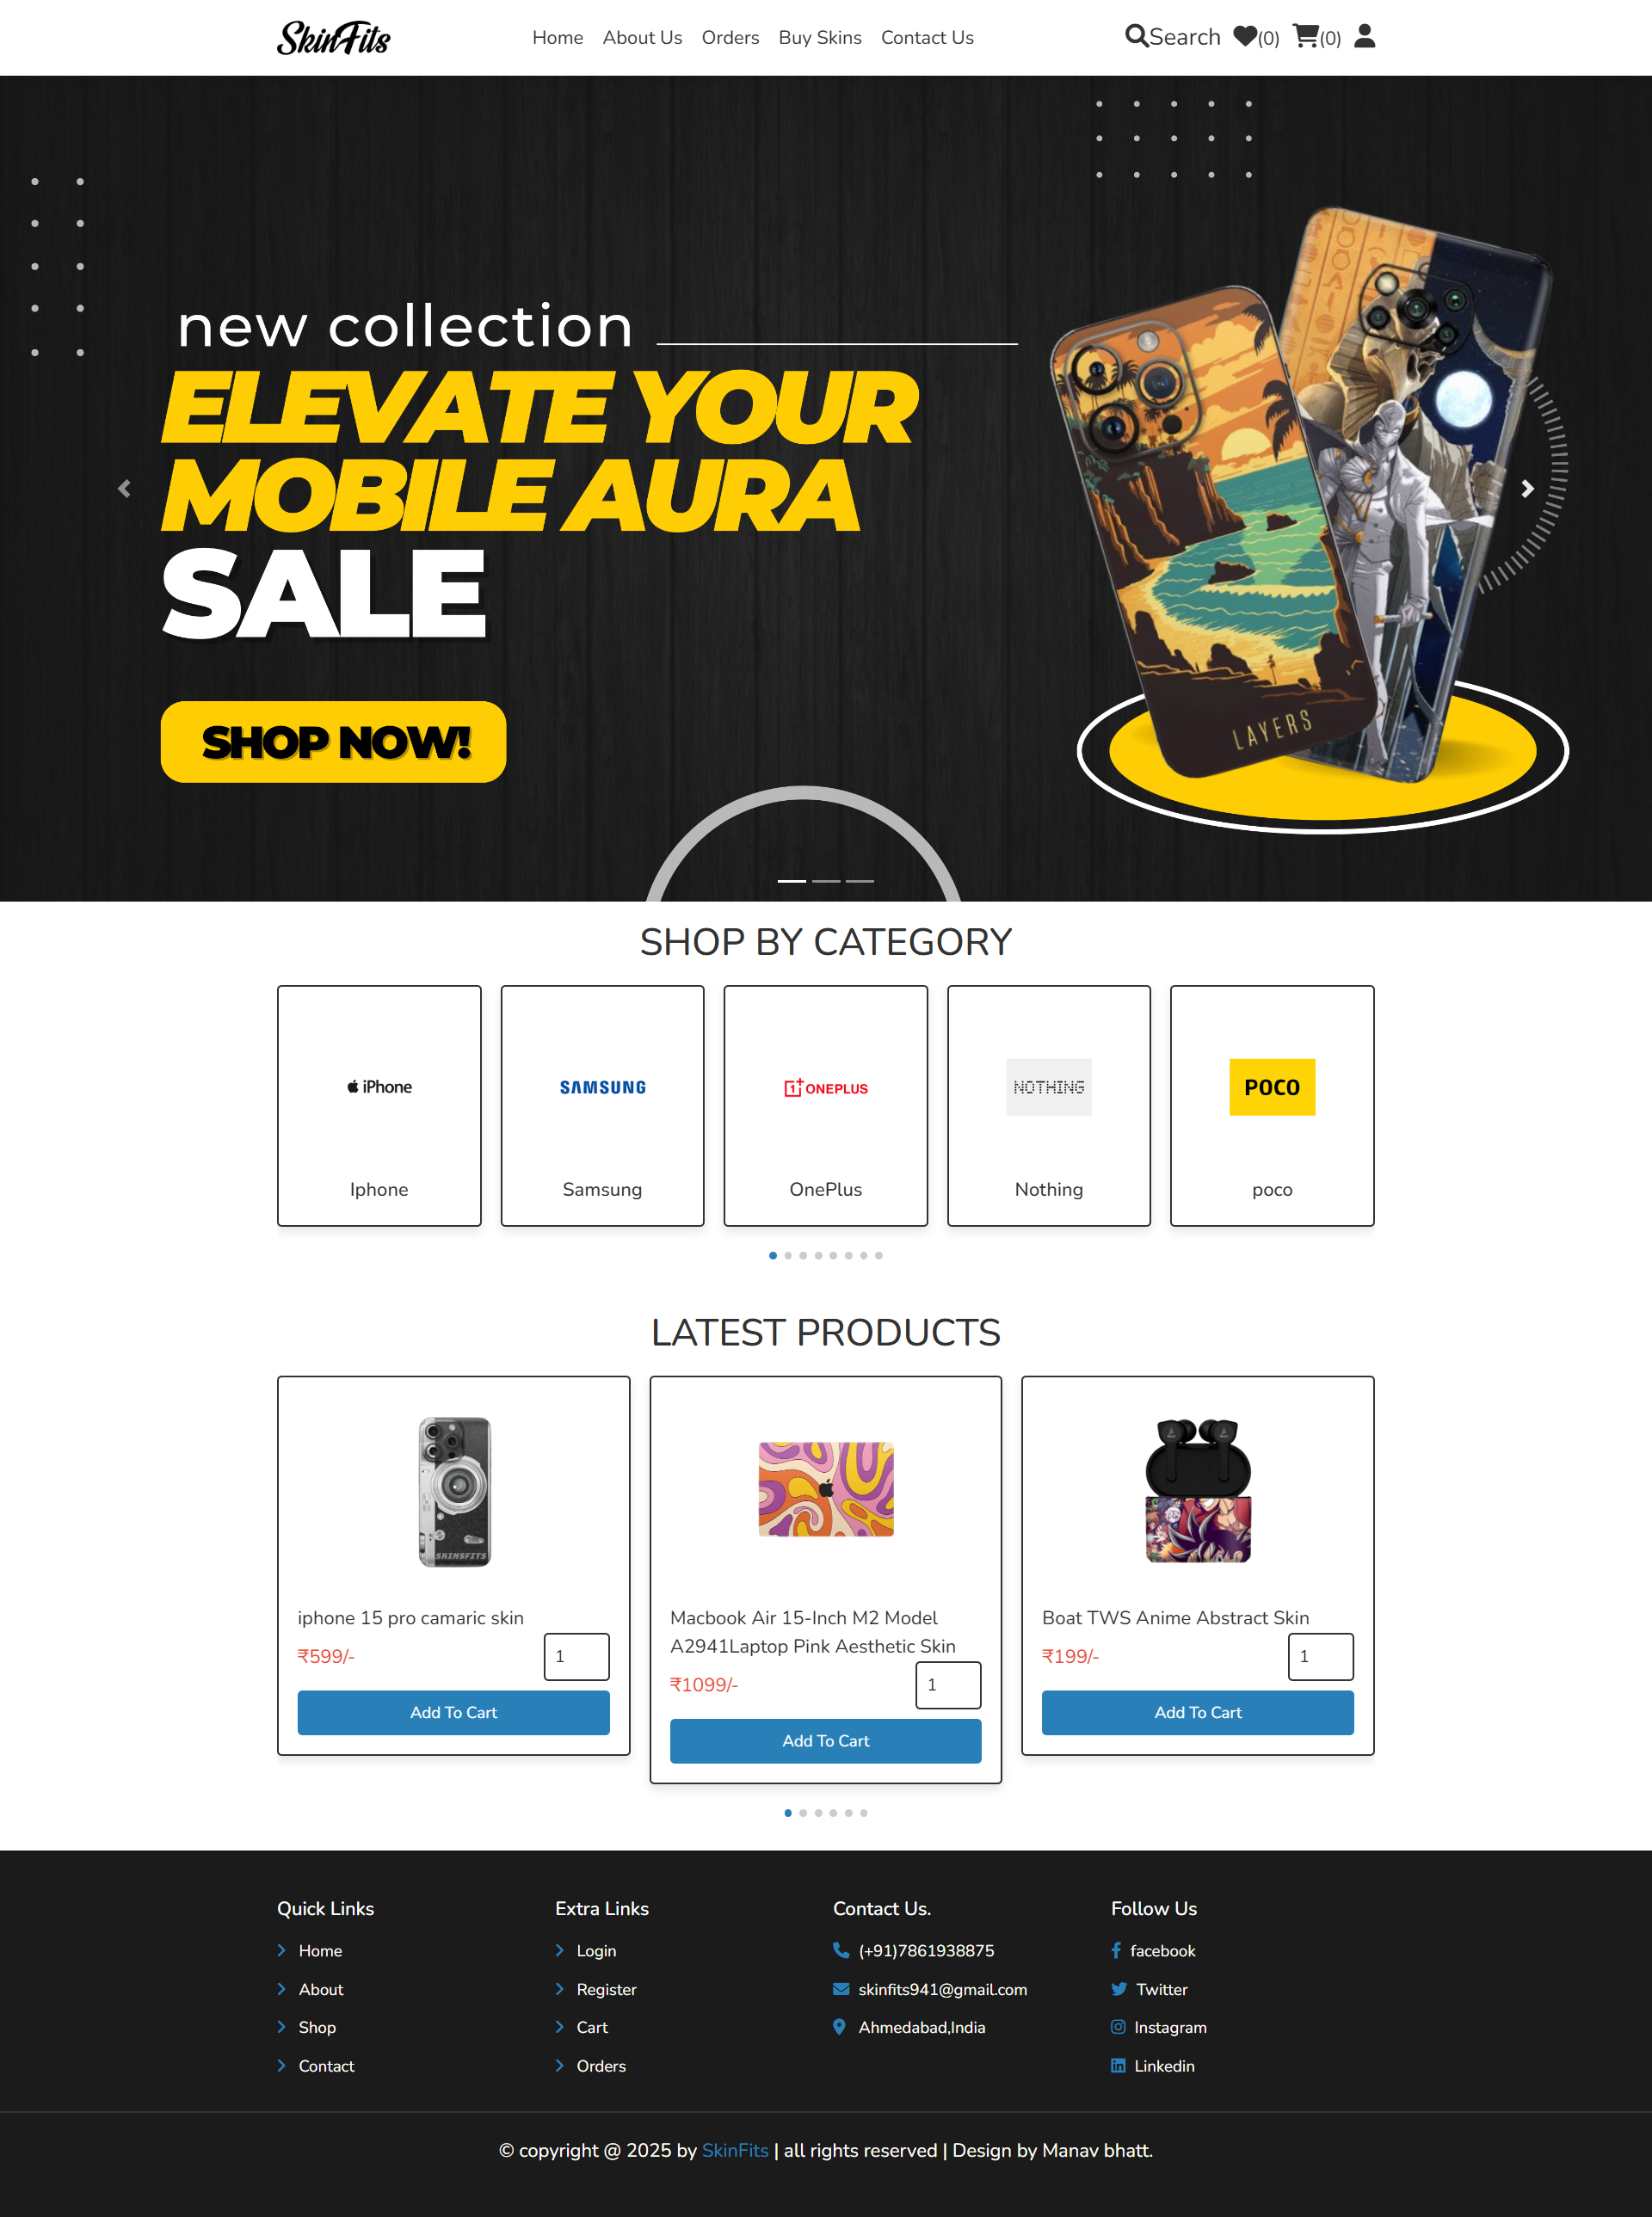 SkinFits
Home About Us Orders Buy Skins Contact Us
Search (0) (0)
new collection
ELEVATE YOUR
MOBILE AURA
SALE
SHOP NOW!
LAYERS
SHOP BY CATEGORY
iPhone
SAMSUNG
1+ ONEPLUS
NOTHING
POCO
Iphone
Samsung
OnePlus
Nothing
poco
LATEST PRODUCTS
SKINSFITS
iphone 15 pro camaric skin
₹599/-
1
Add To Cart
Macbook Air 15-Inch M2 Model
A2941Laptop Pink Aesthetic Skin
₹1099/-
1
Add To Cart
Boat TWS Anime Abstract Skin
₹199/-
1
Add To Cart
Quick Links
Home
About
Shop
Contact
Extra Links
Login
Register
Cart
Orders
Contact Us.
(+91)7861938875
skinfits941@gmail.com
Ahmedabad,India
Follow Us
facebook
Twitter
Instagram
Linkedin
© copyright @ 2025 by SkinFits | all rights reserved | Design by Manav bhatt.